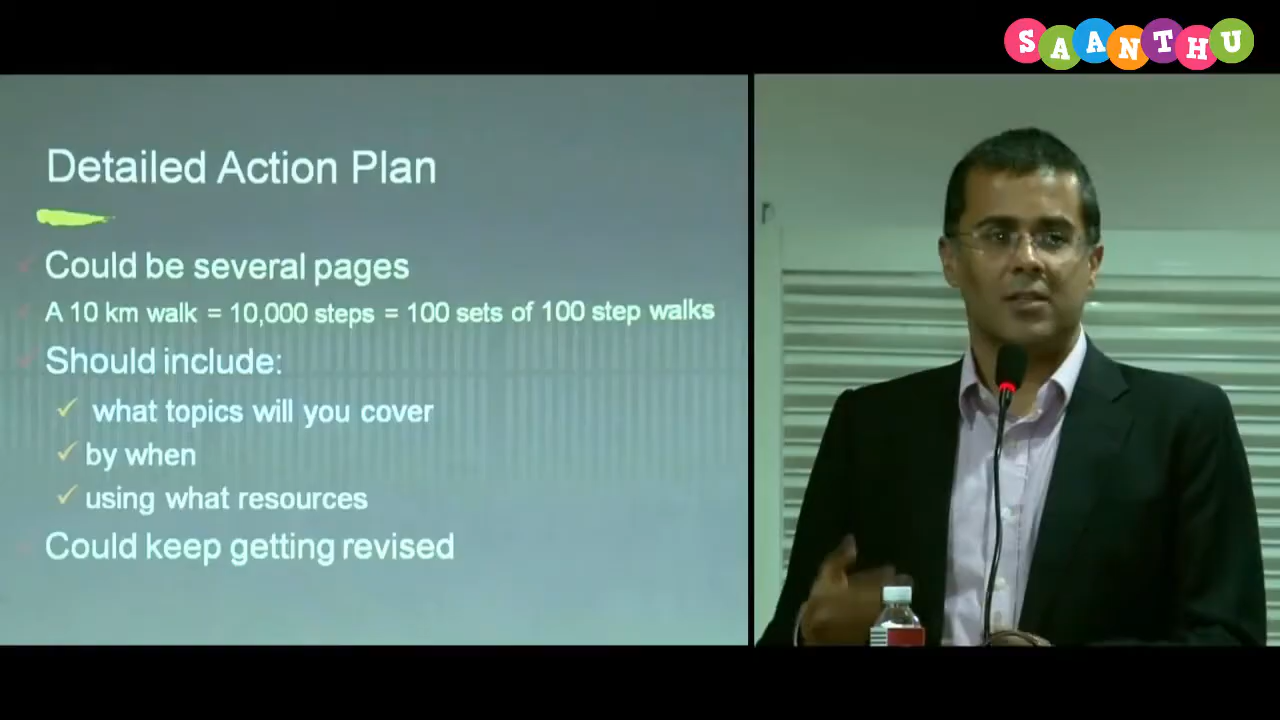 SAANTHU
Detailed Action Plan
Could be several pages
A 10 km walk = 10,000 steps = 100 sets of 100 step walks
Should include:
what topics will you cover
by when
using what resources
Could keep getting revised